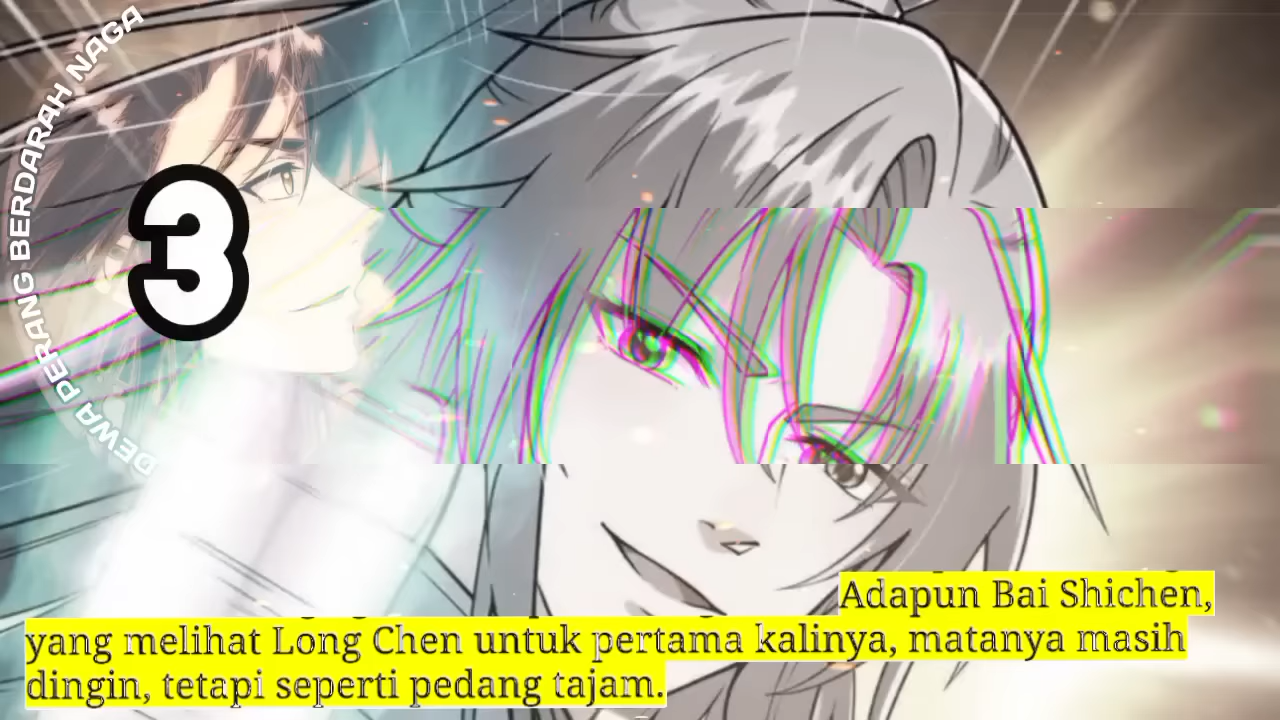 DEWA PERANG BERDARAH NAGA
3
Adapun Bai Shichen,
yang melihat Long Chen untuk pertama kalinya, matanya masih
dingin, tetapi seperti pedang tajam.